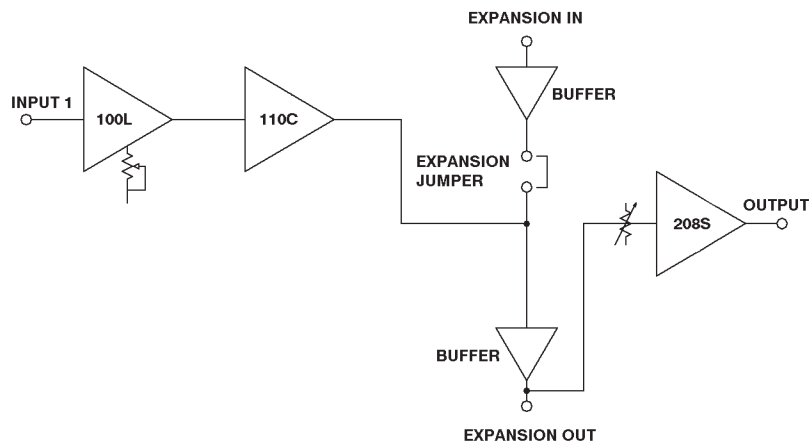 EXPANSION IN
BUFFER
INPUT 1
100L
110C
EXPANSION
JUMPER
OUTPUT
208S
BUFFER
EXPANSION OUT